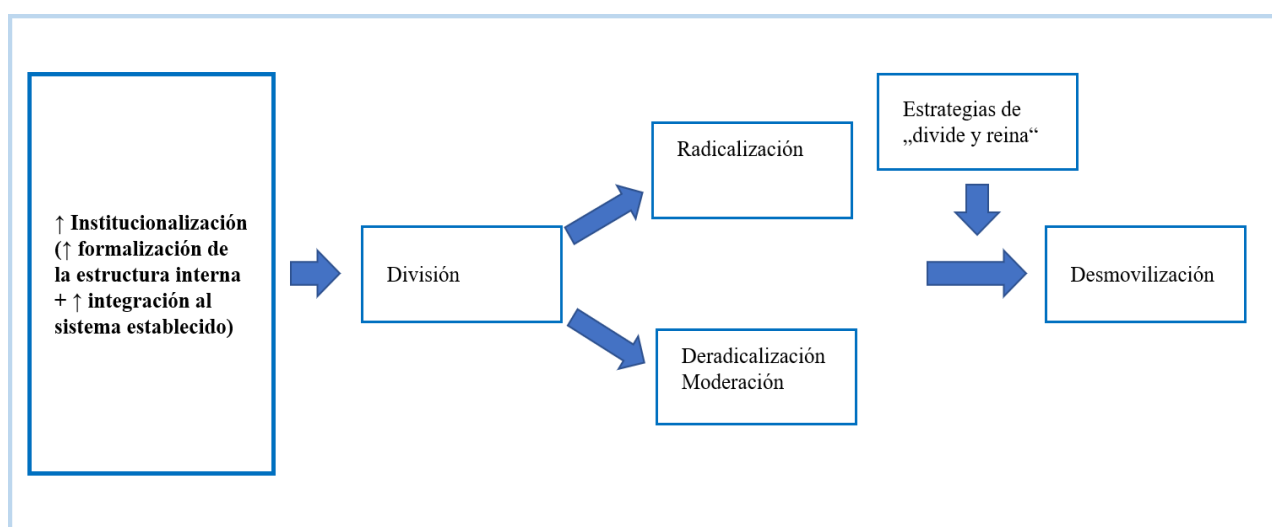 ↑ Institucionalización
(↑ formalización de
la estructura interna
+ ↑ integración al
sistema establecido)
División
Radicalización
Deradicalización
Moderación
Estrategias de
„divide y reina“
Desmovilización